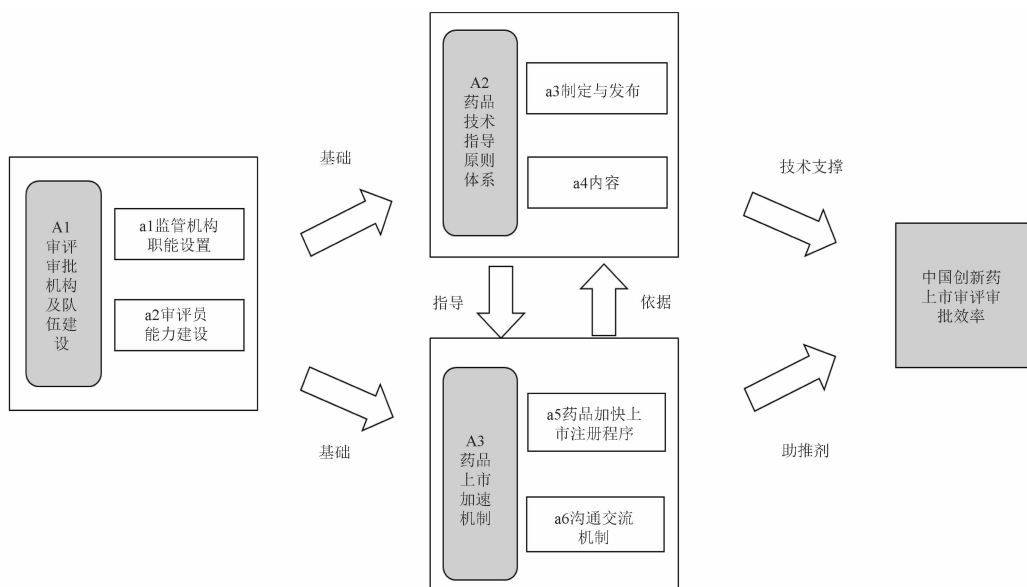 A1
审评
审批
机构
及队
伍建
设
a1监管机构
职能设置
a2审评员
能力建设
基础
基础
A2
药品
技术
指导
原则
体系
a3制定与发布
a4内容
指导
依据
A3
药品
上市
加速
机制
a5药品加快上
市注册程序
a6沟通交流
机制
技术支撑
助推剂
中国创新药
上市审评审
批效率